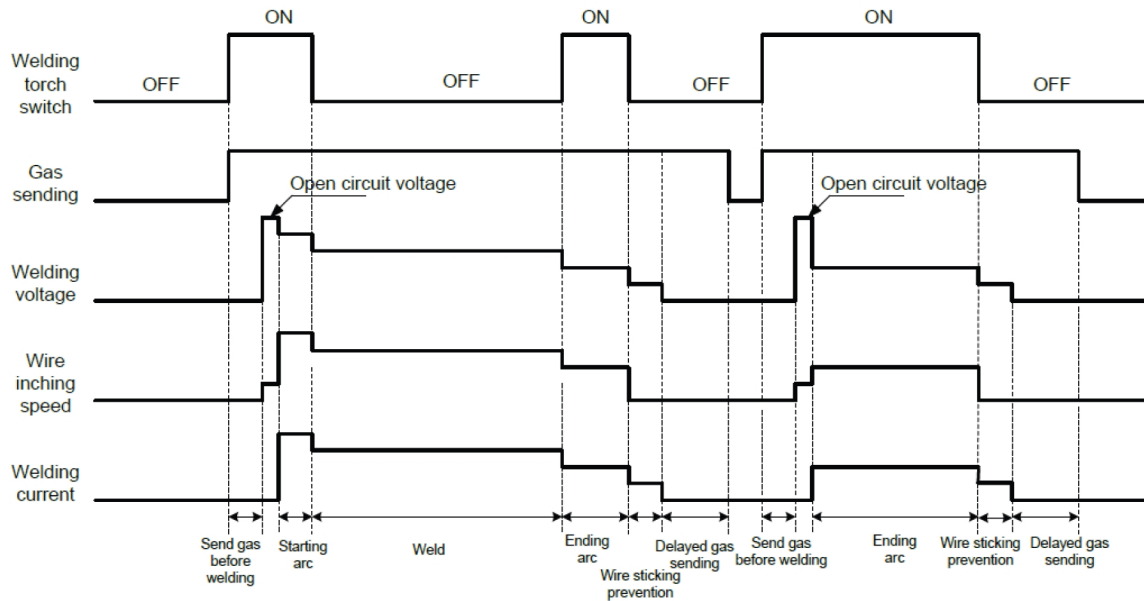 ON
ON
ON
Welding
torch
switch
OFF
OFF
OFF
OFF
Gas
sending
Open circuit voltage
Open circuit voltage
Welding
voltage
Wire
inching
speed
Welding
current
Send gas
before
welding
Starting
arc
Weld
Ending
arc
Wire sticking
prevention
Delayed gas
sending
Send gas
before welding
Ending
arc
Wire sticking
prevention
Delayed gas
sending